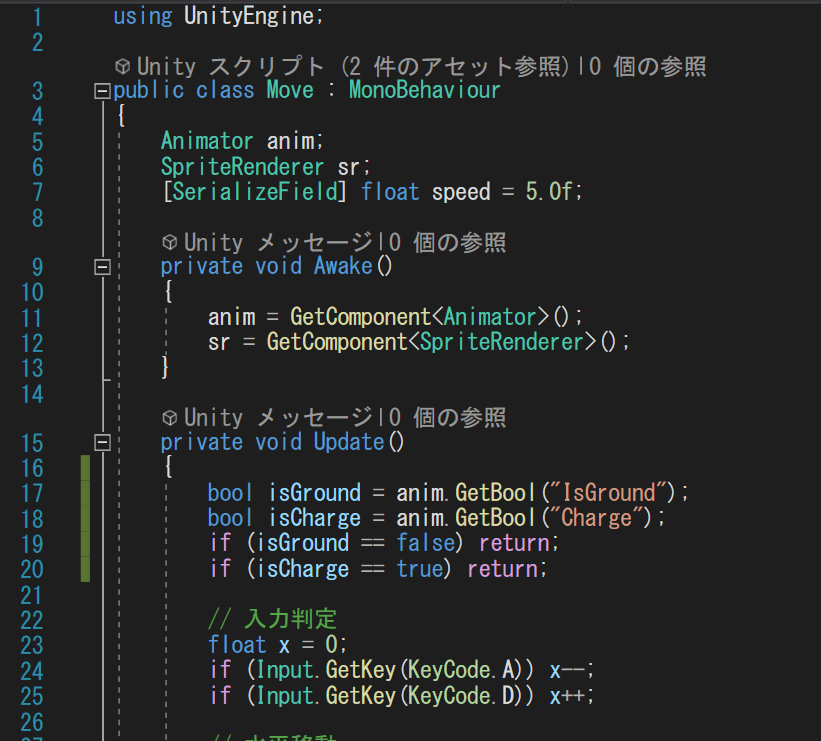 1 using UnityEngine;
2
Unity スクリプト (2 件のアセット参照)|0 個の参照
3 public class Move : MonoBehaviour
4 {
5 Animator anim;
6 SpriteRenderer sr;
7 [SerializeField] float speed = 5.0f;
8
Unity メッセージ|0 個の参照
9 private void Awake()
10 {
11 anim = GetComponent<Animator>();
12 sr = GetComponent<SpriteRenderer>();
13 }
14
Unity メッセージ|0 個の参照
15 private void Update()
16 {
17 bool isGround = anim.GetBool("IsGround");
18 bool isCharge = anim.GetBool("Charge");
19 if (isGround == false) return;
20 if (isCharge == true) return;
21
22 // 入力判定
23 float x = 0;
24 if (Input.GetKey(KeyCode.A)) x--;
25 if (Input.GetKey(KeyCode.D)) x++;
26
27 // 水平移動